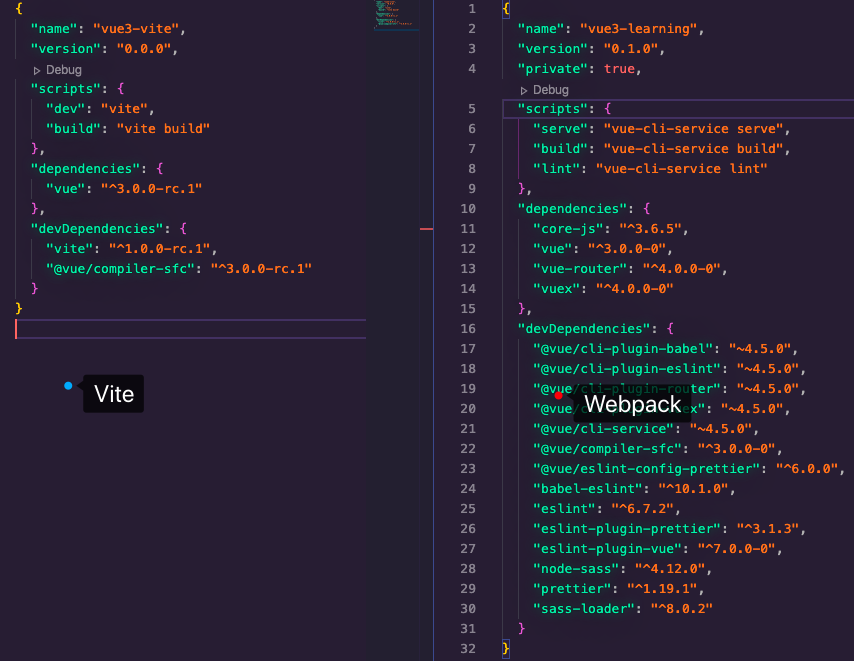 {
"name": "vue3-vite",
"version": "0.0.0",
Debug
"scripts": {
"dev": "vite",
"build": "vite build"
},
"dependencies": {
"vue": "^3.0.0-rc.1"
},
"devDependencies": {
"vite": "^1.0.0-rc.1",
"@vue/compiler-sfc": "^3.0.0-rc.1"
}
}
Vite
1 {
2 "name": "vue3-learning",
3 "version": "0.1.0",
4 "private": true,
Debug
5 "scripts": {
6 "serve": "vue-cli-service serve",
7 "build": "vue-cli-service build",
8 "lint": "vue-cli-service lint"
9 },
10 "dependencies": {
11 "core-js": "^3.6.5",
12 "vue": "^3.0.0-0",
13 "vue-router": "^4.0.0-0",
14 "vuex": "^4.0.0-0"
15 },
16 "devDependencies": {
17 "@vue/cli-plugin-babel": "~4.5.0",
18 "@vue/cli-plugin-eslint": "~4.5.0",
19 "@vue/cli-plugin-router": "~4.5.0",
Webpack
20 "~4.5.0",
21 "@vue/cli-service": "~4.5.0",
22 "@vue/compiler-sfc": "^3.0.0-0",
23 "@vue/eslint-config-prettier": "^6.0.0",
24 "babel-eslint": "^10.1.0",
25 "eslint": "^6.7.2",
26 "eslint-plugin-prettier": "^3.1.3",
27 "eslint-plugin-vue": "^7.0.0-0",
28 "node-sass": "^4.12.0",
29 "prettier": "^1.19.1",
30 "sass-loader": "^8.0.2"
31 }
32 }